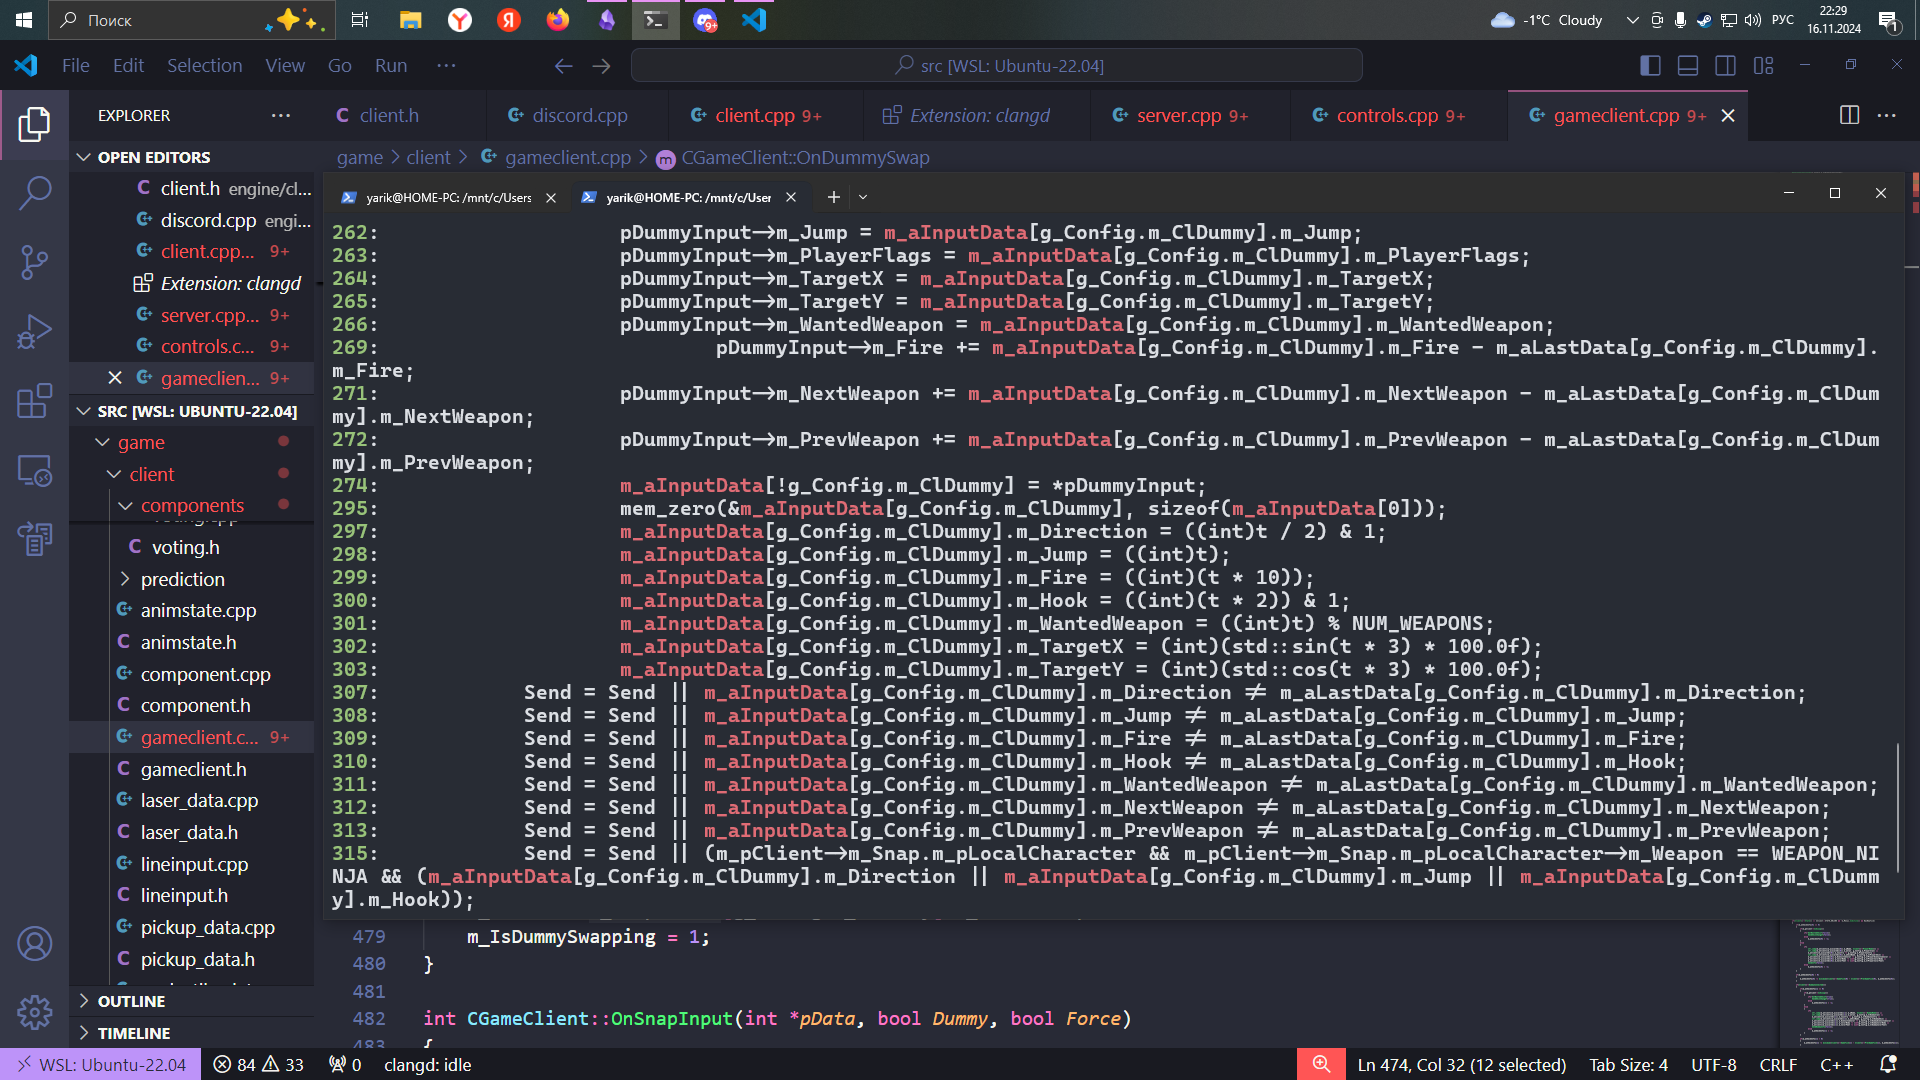 Поиск
9+
-1°C Cloudy
РУС
22:29
16.11.2024
1
File Edit Selection View Go Run ···
src [WSL: Ubuntu-22.04]
EXPLORER ···
client.h
discord.cpp
client.cpp 9+
Extension: clangd
server.cpp 9+
controls.cpp 9+
gameclient.cpp 9+
OPEN EDITORS
game > client > gameclient.cpp > CGameClient::OnDummySwap
client.h engine/cl...
discord.cpp engi...
client.cpp... 9+
Extension: clangd
server.cpp... 9+
controls.c... 9+
gameclien... 9+
SRC [WSL: UBUNTU-22.04]
game
client
components
voting.h
prediction
animstate.cpp
animstate.h
component.cpp
component.h
gameclient.c... 9+
gameclient.h
laser_data.cpp
laser_data.h
lineinput.cpp
lineinput.h
pickup_data.cpp
pickup_data.h
OUTLINE
TIMELINE
yarik@HOME-PC: /mnt/c/Users
yarik@HOME-PC: /mnt/c/User
262: pDummyInput->m_Jump = m_aInputData[g_Config.m_ClDummy].m_Jump;
263: pDummyInput->m_PlayerFlags = m_aInputData[g_Config.m_ClDummy].m_PlayerFlags;
264: pDummyInput->m_TargetX = m_aInputData[g_Config.m_ClDummy].m_TargetX;
265: pDummyInput->m_TargetY = m_aInputData[g_Config.m_ClDummy].m_TargetY;
266: pDummyInput->m_WantedWeapon = m_aInputData[g_Config.m_ClDummy].m_WantedWeapon;
269: pDummyInput->m_Fire += m_aInputData[g_Config.m_ClDummy].m_Fire - m_aLastData[g_Config.m_ClDummy].
m_Fire;
271: pDummyInput->m_NextWeapon += m_aInputData[g_Config.m_ClDummy].m_NextWeapon - m_aLastData[g_Config.m_ClDum
my].m_NextWeapon;
272: pDummyInput->m_PrevWeapon += m_aInputData[g_Config.m_ClDummy].m_PrevWeapon - m_aLastData[g_Config.m_ClDum
my].m_PrevWeapon;
274: m_aInputData[!g_Config.m_ClDummy] = *pDummyInput;
295: mem_zero(&m_aInputData[g_Config.m_ClDummy], sizeof(m_aInputData[0]));
297: m_aInputData[g_Config.m_ClDummy].m_Direction = ((int)t / 2) & 1;
298: m_aInputData[g_Config.m_ClDummy].m_Jump = ((int)t);
299: m_aInputData[g_Config.m_ClDummy].m_Fire = ((int)(t * 10));
300: m_aInputData[g_Config.m_ClDummy].m_Hook = ((int)(t * 2)) & 1;
301: m_aInputData[g_Config.m_ClDummy].m_WantedWeapon = ((int)t) % NUM_WEAPONS;
302: m_aInputData[g_Config.m_ClDummy].m_TargetX = (int)(std::sin(t * 3) * 100.0f);
303: m_aInputData[g_Config.m_ClDummy].m_TargetY = (int)(std::cos(t * 3) * 100.0f);
307: Send = Send || m_aInputData[g_Config.m_ClDummy].m_Direction != m_aLastData[g_Config.m_ClDummy].m_Direction;
308: Send = Send || m_aInputData[g_Config.m_ClDummy].m_Jump != m_aLastData[g_Config.m_ClDummy].m_Jump;
309: Send = Send || m_aInputData[g_Config.m_ClDummy].m_Fire != m_aLastData[g_Config.m_ClDummy].m_Fire;
310: Send = Send || m_aInputData[g_Config.m_ClDummy].m_Hook != m_aLastData[g_Config.m_ClDummy].m_Hook;
311: Send = Send || m_aInputData[g_Config.m_ClDummy].m_WantedWeapon != m_aLastData[g_Config.m_ClDummy].m_WantedWeapon;
312: Send = Send || m_aInputData[g_Config.m_ClDummy].m_NextWeapon != m_aLastData[g_Config.m_ClDummy].m_NextWeapon;
313: Send = Send || m_aInputData[g_Config.m_ClDummy].m_PrevWeapon != m_aLastData[g_Config.m_ClDummy].m_PrevWeapon;
315: Send = Send || (m_pClient->m_Snap.m_pLocalCharacter && m_pClient->m_Snap.m_pLocalCharacter->m_Weapon == WEAPON_NI
NJA && (m_aInputData[g_Config.m_ClDummy].m_Direction || m_aInputData[g_Config.m_ClDummy].m_Jump || m_aInputData[g_Config.m_ClDumm
y].m_Hook));
479 m_IsDummySwapping = 1;
480 }
481
482 int CGameClient::OnSnapInput(int *pData, bool Dummy, bool Force)
483 {
WSL: Ubuntu-22.04 84 33 0 clangd: idle
Ln 474, Col 32 (12 selected) Tab Size: 4 UTF-8 CRLF C++